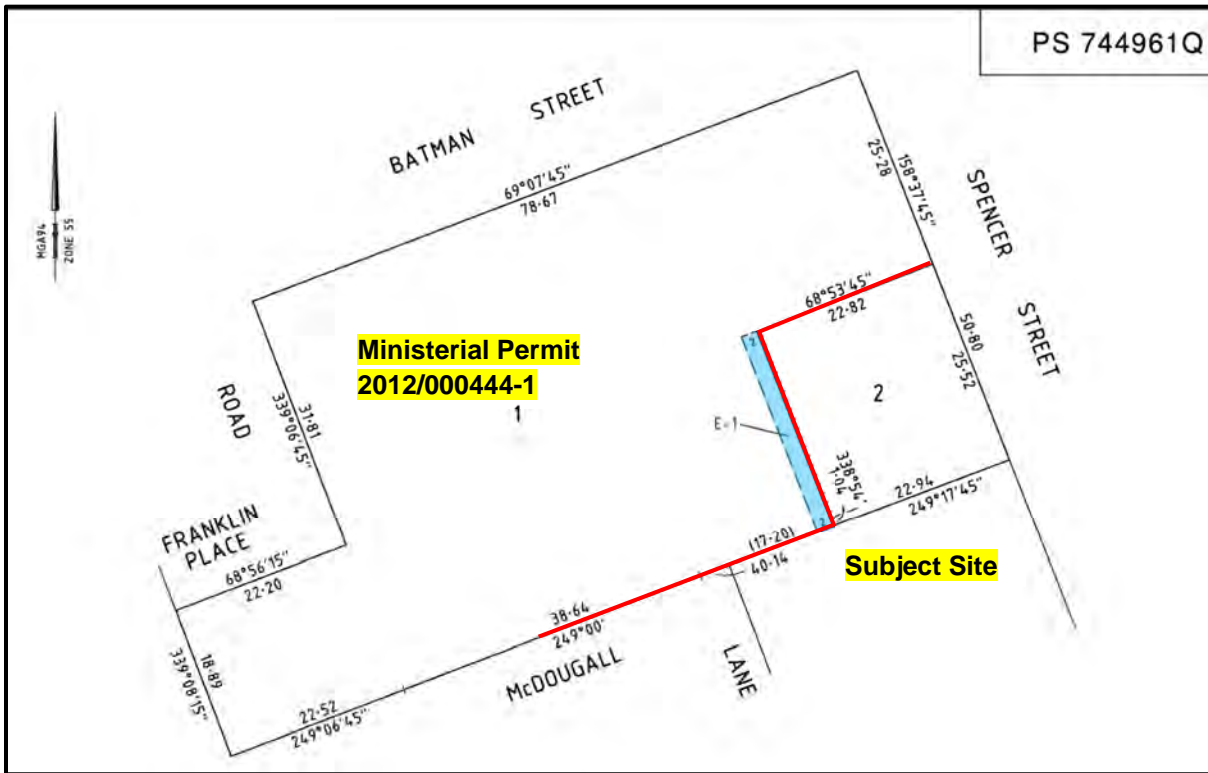 PS 744961Q
BATMAN STREET
MGA94
ZONE 55
69°07'45"
78·67
158°37'45"
25·28
SPENCER STREET
68°53'45"
22·82
50·80
25·52
Ministerial Permit
2012/000444-1
1
2
2
E-1
ROAD
339°06'45"
31·81
338°54'
1·04
2
22·94
249°17'45"
FRANKLIN
PLACE
68°56'15"
22·20
(17·20)
40·14
Subject Site
38·64
249°00'
McDOUGALL LANE
339°08'15"
18·89
22·52
249°06'45"